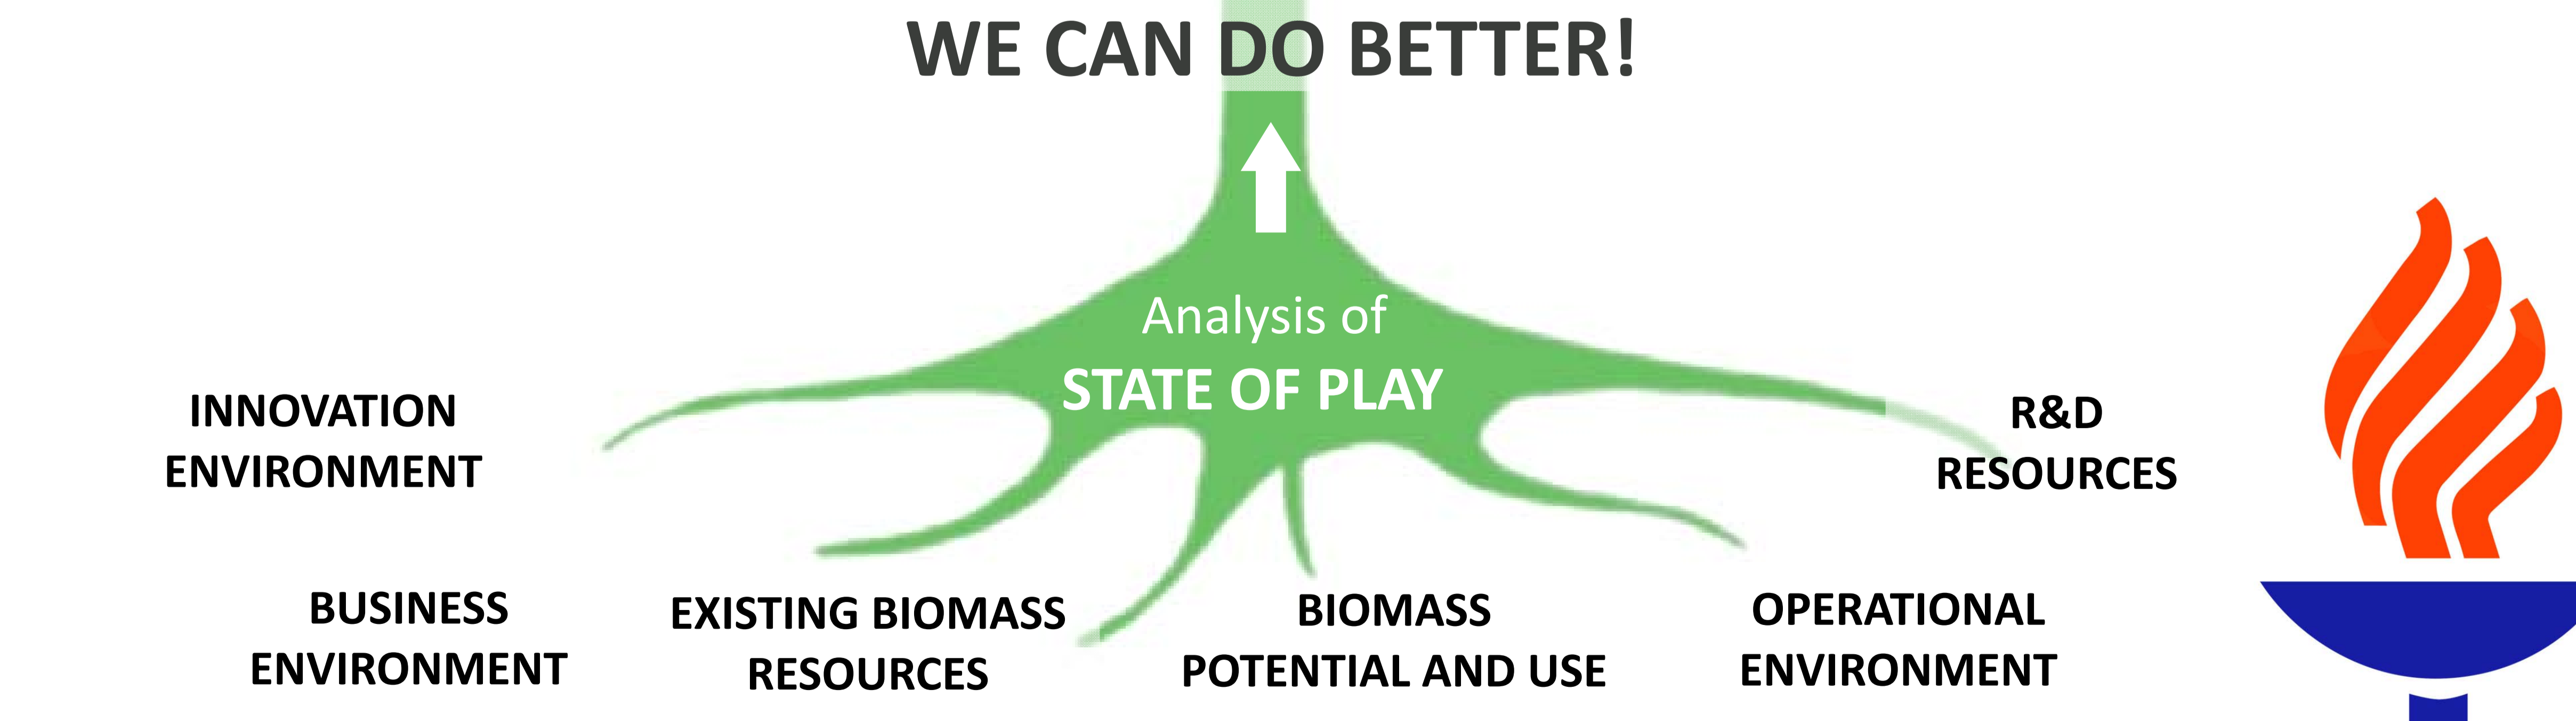 WE CAN DO BETTER!
Analysis of
STATE OF PLAY
INNOVATION
ENVIRONMENT
R&D
RESOURCES
BUSINESS
ENVIRONMENT
EXISTING BIOMASS
RESOURCES
BIOMASS
POTENTIAL AND USE
OPERATIONAL
ENVIRONMENT